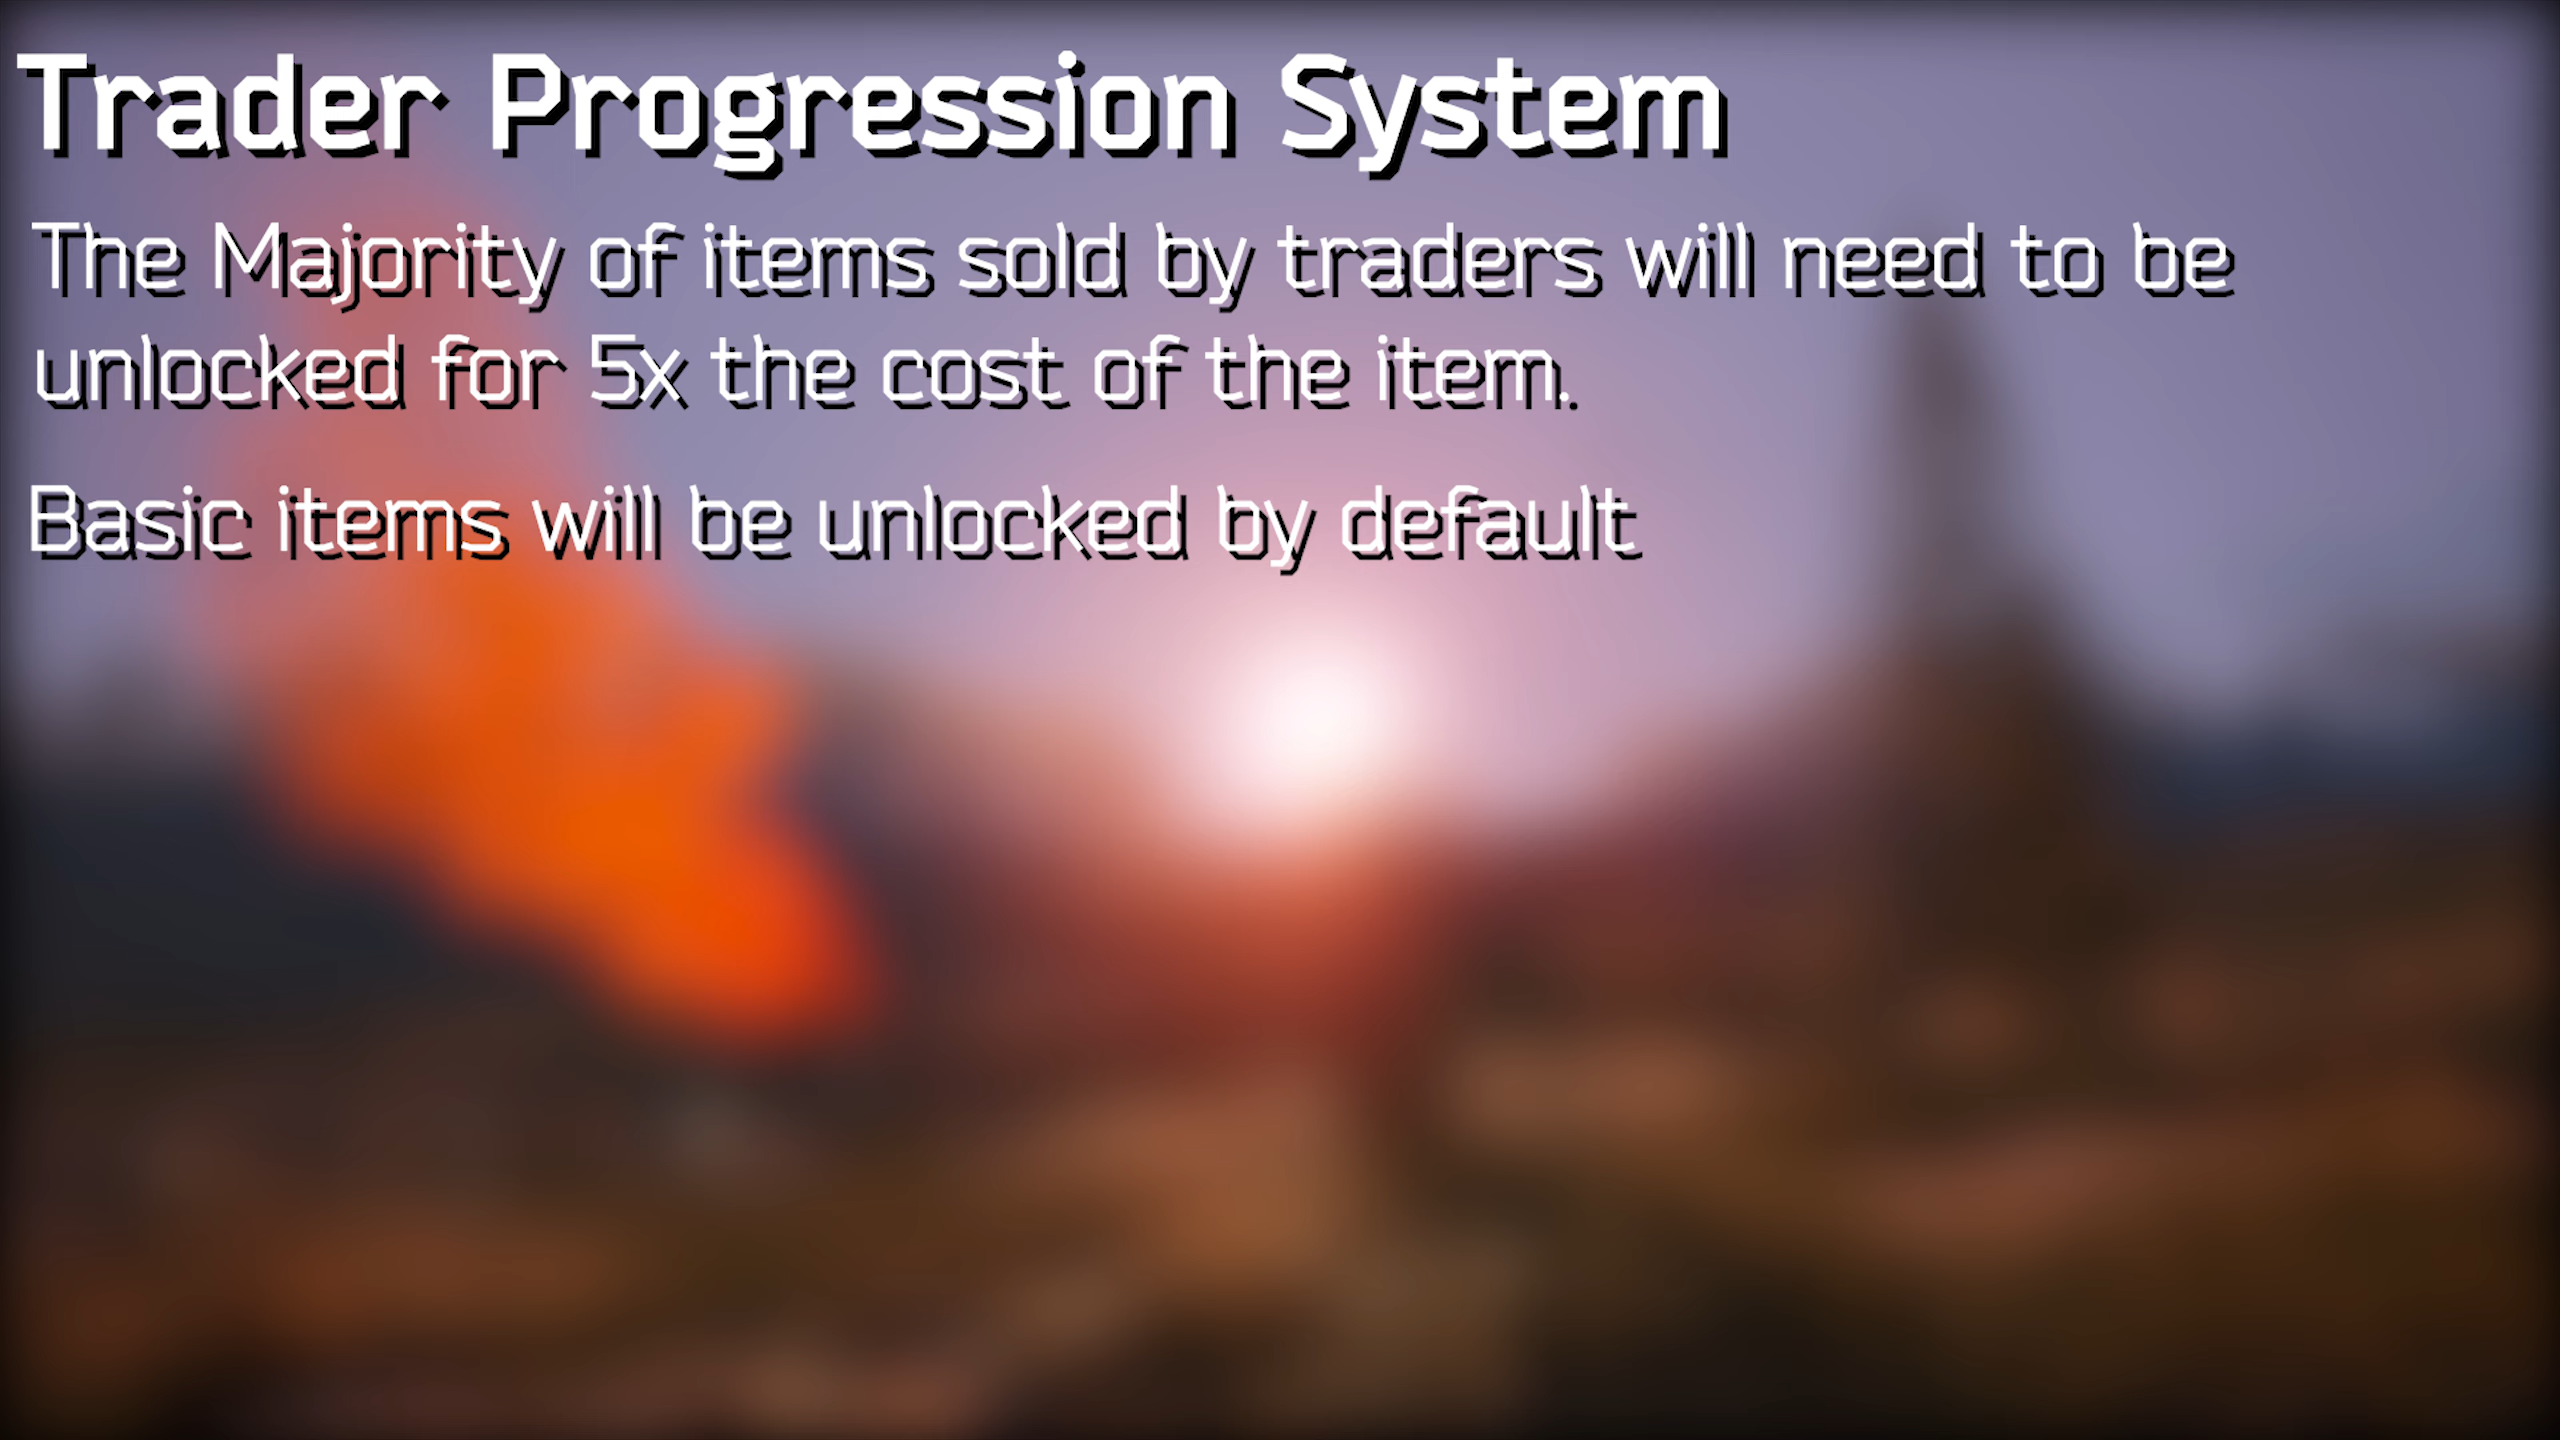 Trader Progression System
The Majority of items sold by traders will need to be
unlocked for 5x the cost of the item.
Basic items will be unlocked by default